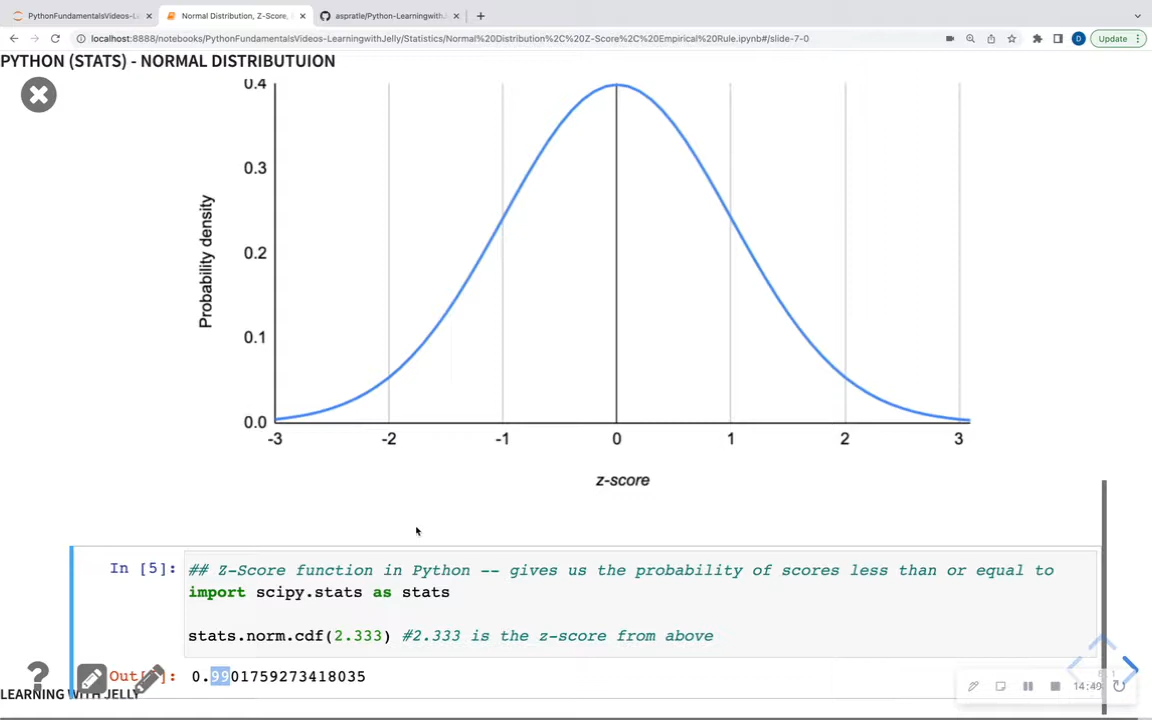 PythonFundamentalsVideos-L
Normal Distribution, Z-Score,
aspratle/Python-Learningwith
localhost:8888/notebooks/PythonFundamentalsVideos-LearningwithJelly/Statistics/Normal%20Distribution%2C%20Z-Score%2C%20Empirical%20Rule.ipynb#/slide-7-0
D
Update
PYTHON (STATS) - NORMAL DISTRIBUTUION
0.4
0.3
0.2
0.1
0.0
Probability density
-3 -2 -1 0 1 2 3
z-score
In [5]:
## Z-Score function in Python -- gives us the probability of scores less than or equal to
import scipy.stats as stats
stats.norm.cdf(2.333) #2.333 is the z-score from above
? Out[ ]: 0.9901759273418035
LEARNING WITH JELLY
14:49